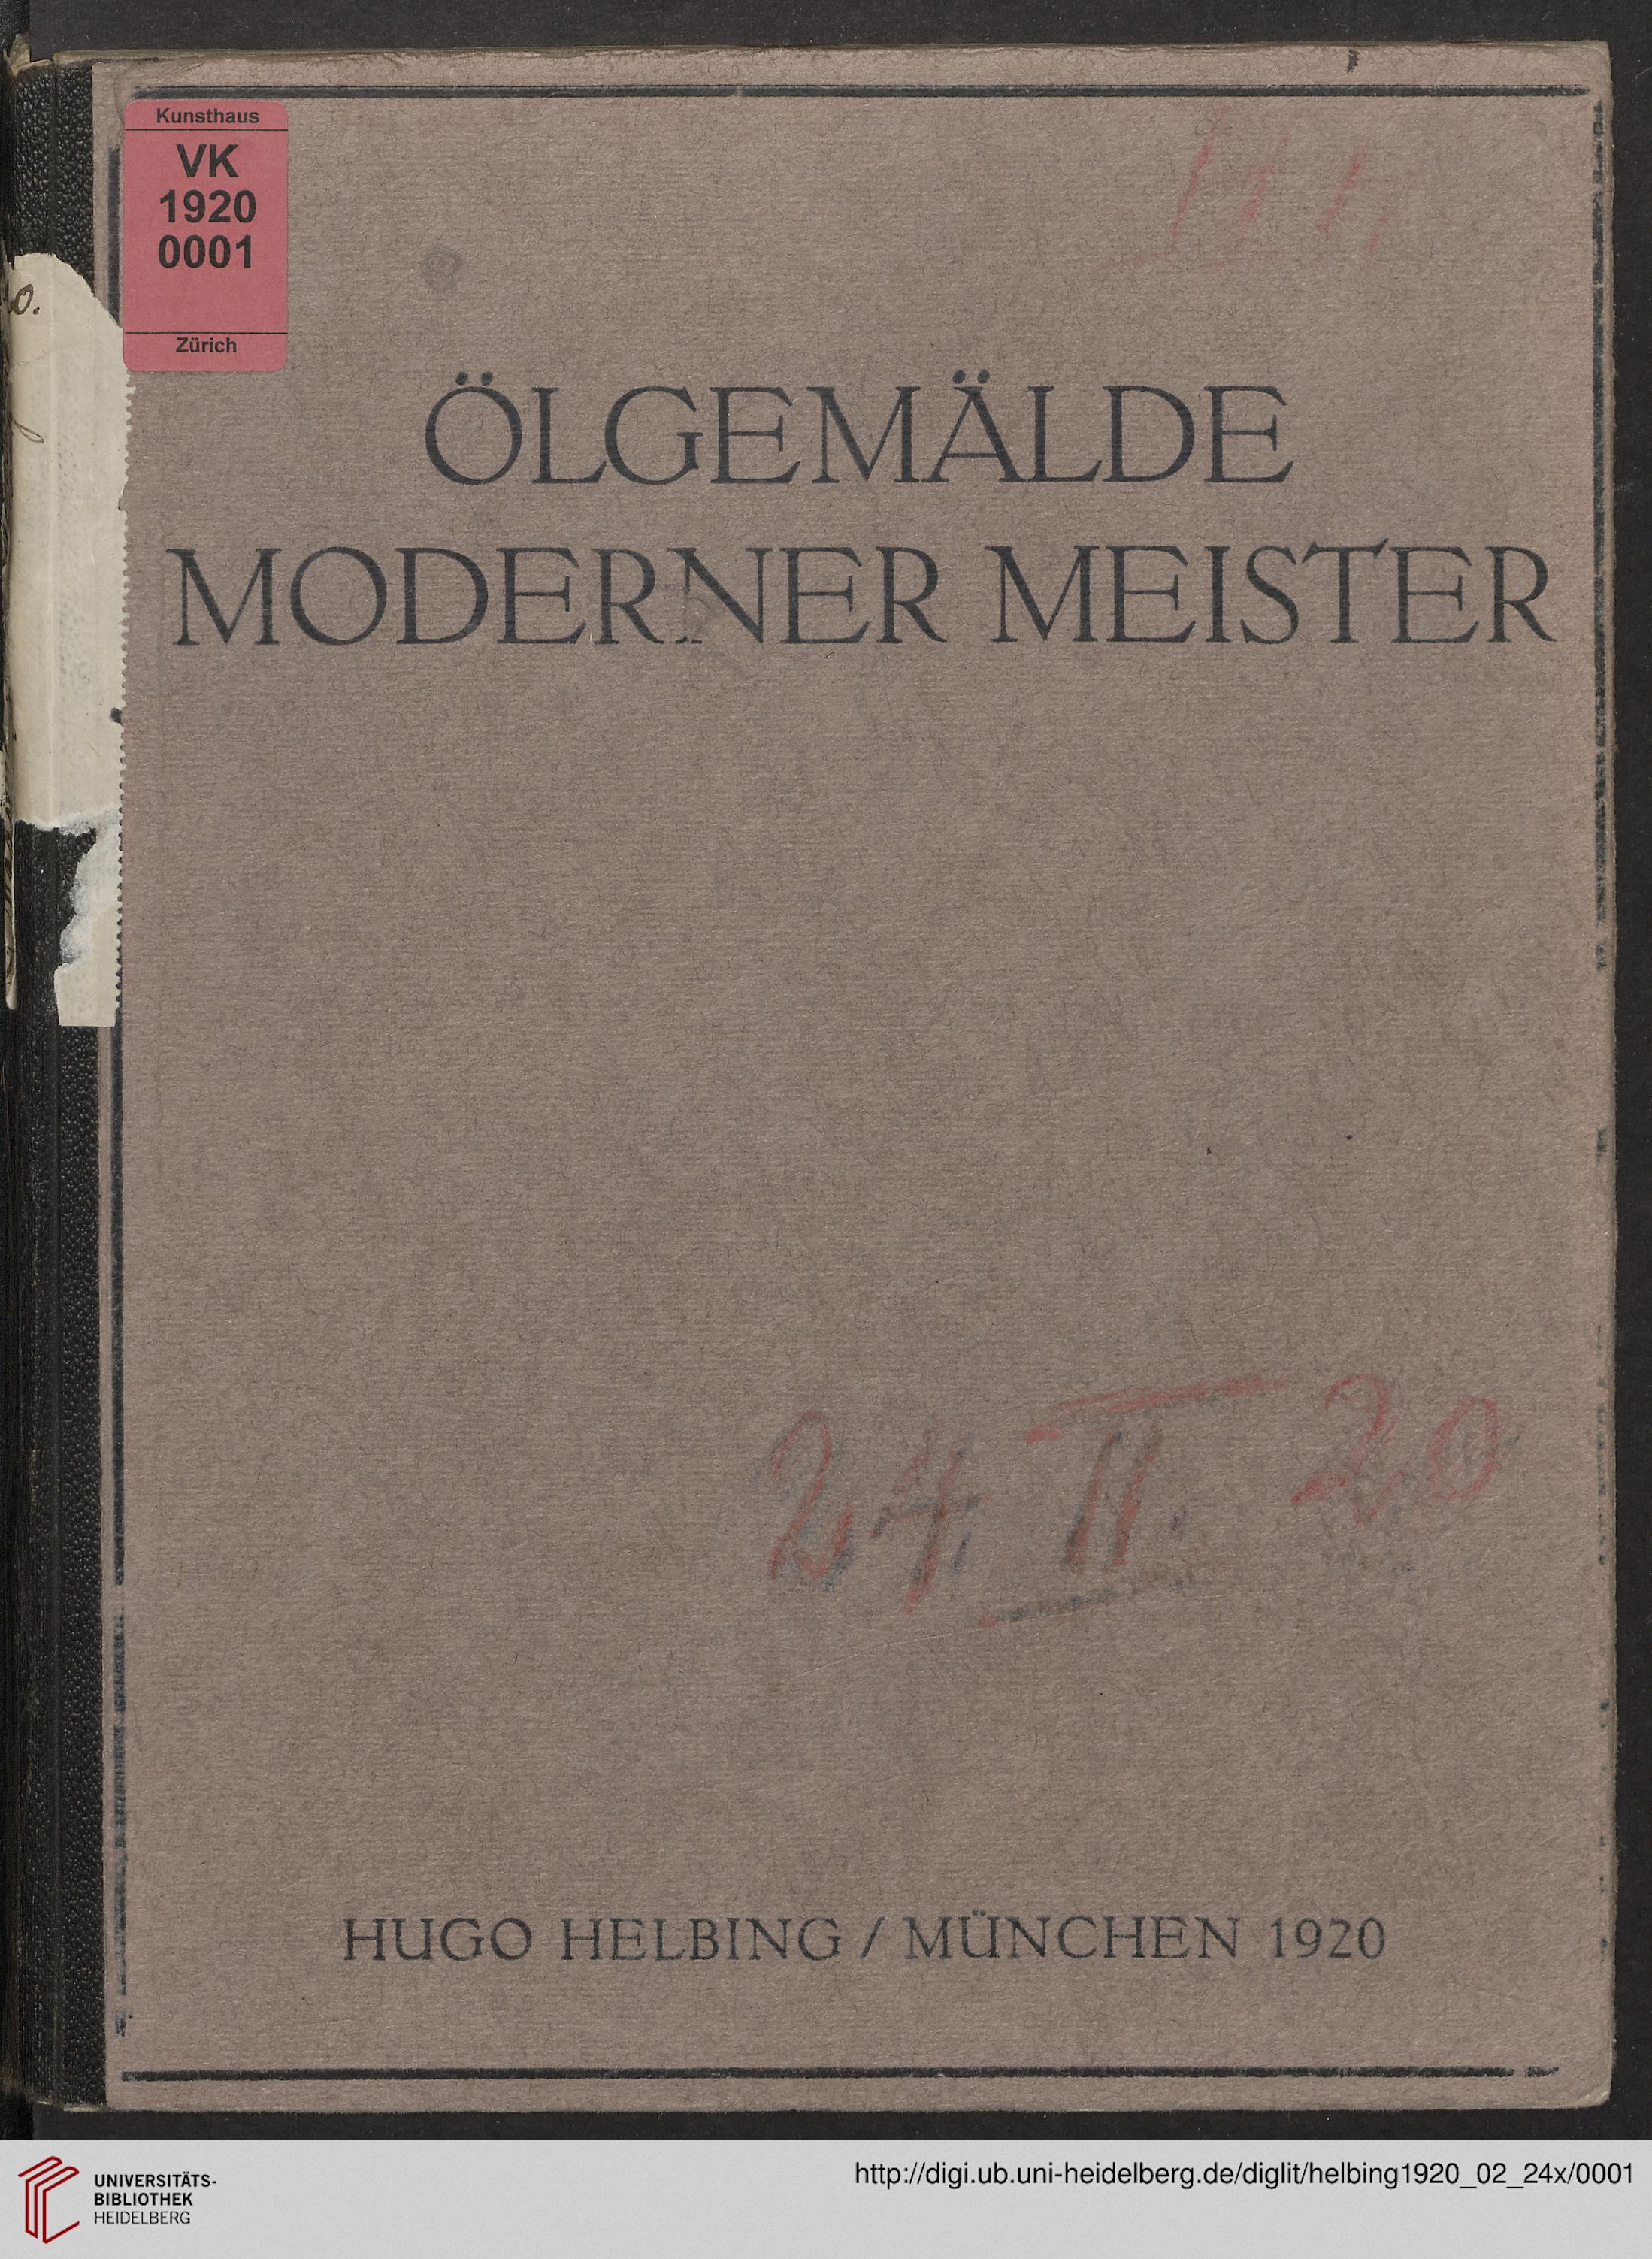 Kunsthaus
VK
1920
0001
Zürich
ÖLGEMÄLDE
MODERNER MEISTER
24. II. 20
HUGO HELBING / MÜNCHEN 1920
UNIVERSITÄTS-
BIBLIOTHEK
HEIDELBERG
http://digi.ub.uni-heidelberg.de/diglit/helbing1920_02_24x/0001